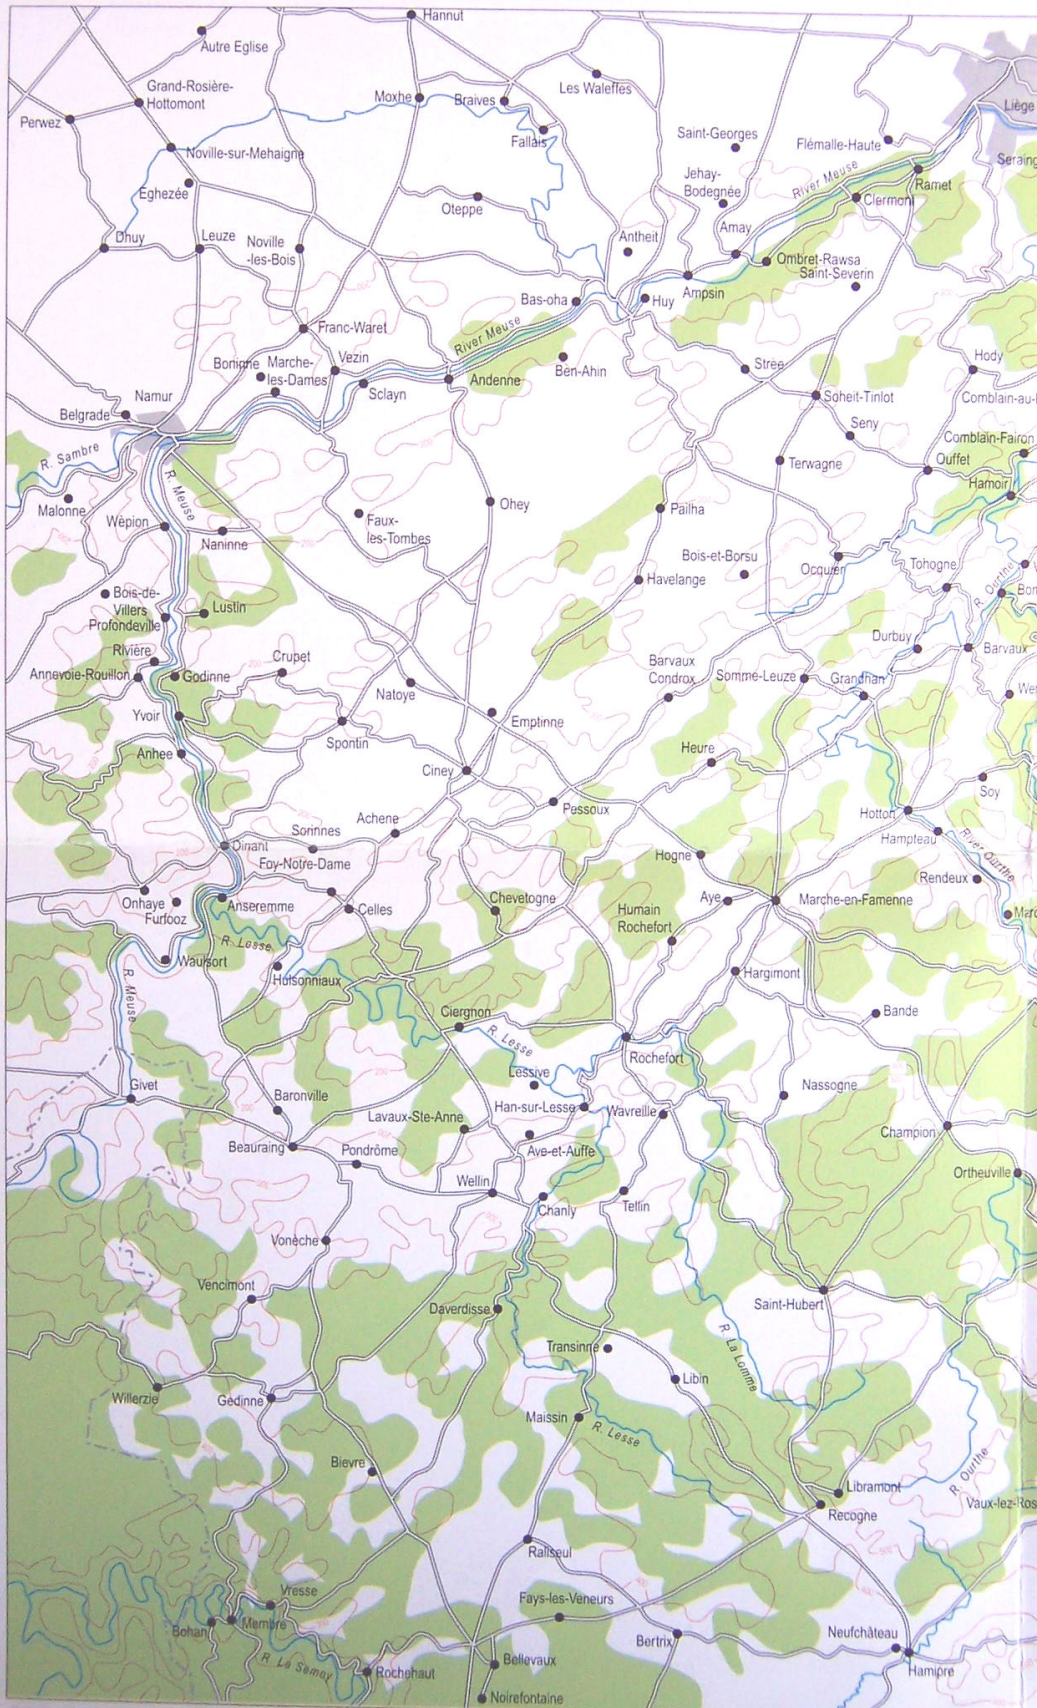 Hannut
Autre Eglise
Grand-Rosière-
Hottomont
Moxhe
Braives
Les Waleffes
Liège
Perwez
Fallais
Saint-Georges
Flémalle-Haute
Seraing
Noville-sur-Mehaigne
River Meuse
Ramet
Jehay-
Bodegnée
Éghezée
Oteppe
Clermont
Dhuy
Leuze
Noville
-les-Bois
Antheit
Amay
Ombret-Rawsa
Saint-Severin
Ampsin
Bas-oha
Huy
Franc-Waret
River Meuse
Vezin
Bonime
Marche-
les-Dames
Ben-Ahin
Stree
Hody
Sclayn
Andenne
Namur
Belgrade
Soheit-Tinlot
Comblain-au-
Seny
Comblain-Fairon
R. Sambre
Terwagne
Ouffet
Hamoir
Malonne
R. Meuse
Ohey
Pailha
Wépion
Faux-
les-Tombes
Naninne
Bois-et-Borsu
Ocquier
Tohogne
Havelange
R. Ourthe
Bois-de-
Villers
Lustin
Profondeville
Durbuy
Barvaux
Rivière
Crupet
Annevoie-Rouillon
Godinne
Natoye
Barvaux
Condrox
Somme-Leuze
Grandhan
Yvoir
Spontin
Emptinne
Anhee
Heure
Ciney
Soy
Pessoux
Hotton
Achene
Hampteau
River Ourthe
Sorinnes
Dinant
Foy-Notre-Dame
Hogne
Rendeux
Onhaye
Furfooz
Anseremme
Celles
Chevetogne
Aye
Marche-en-Famenne
Humain
Rochefort
R. Lesse
Waulsort
Hulsonniaux
Hargimont
R. Meuse
Ciergnon
Bande
R. Lesse
Rochefort
Lessive
Givet
Nassogne
Baronville
Han-sur-Lesse
Wavreille
Lavaux-Ste-Anne
Champion
Beauraing
Pondrôme
Ave-et-Auffe
Ortheuville
Wellin
Chanly
Tellin
Vonèche
Vencimont
Daverdisse
Saint-Hubert
Transinne
R. La Lomme
Willerzie
Gedinne
Libin
Maissin
R. Lesse
Bievre
R. Ourthe
Libramont
Vaux-lez-Ros
Recogne
Raliseul
Vresse
Fays-les-Veneurs
Bohan
Membre
Bertrix
Neufchâteau
R. La Semoy
Rochehaut
Bellevaux
Hamipre
Noirefontaine